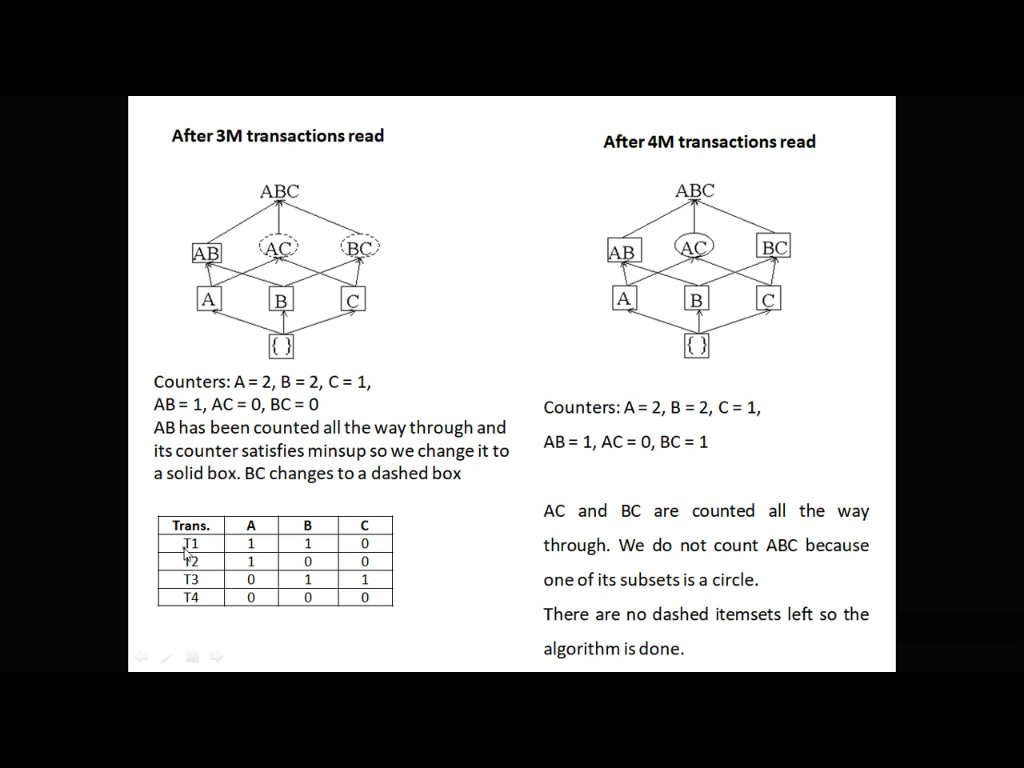 After 3M transactions read
ABC
AB AC BC
A B C
{ }
Counters: A = 2, B = 2, C = 1,
AB = 1, AC = 0, BC = 0
AB has been counted all the way through and
its counter satisfies minsup so we change it to
a solid box. BC changes to a dashed box
Trans. A B C
T1 1 1 0
T2 1 0 0
T3 0 1 1
T4 0 0 0
After 4M transactions read
ABC
AB AC BC
A B C
{ }
Counters: A = 2, B = 2, C = 1,
AB = 1, AC = 0, BC = 1
AC and BC are counted all the way
through. We do not count ABC because
one of its subsets is a circle.
There are no dashed itemsets left so the
algorithm is done.